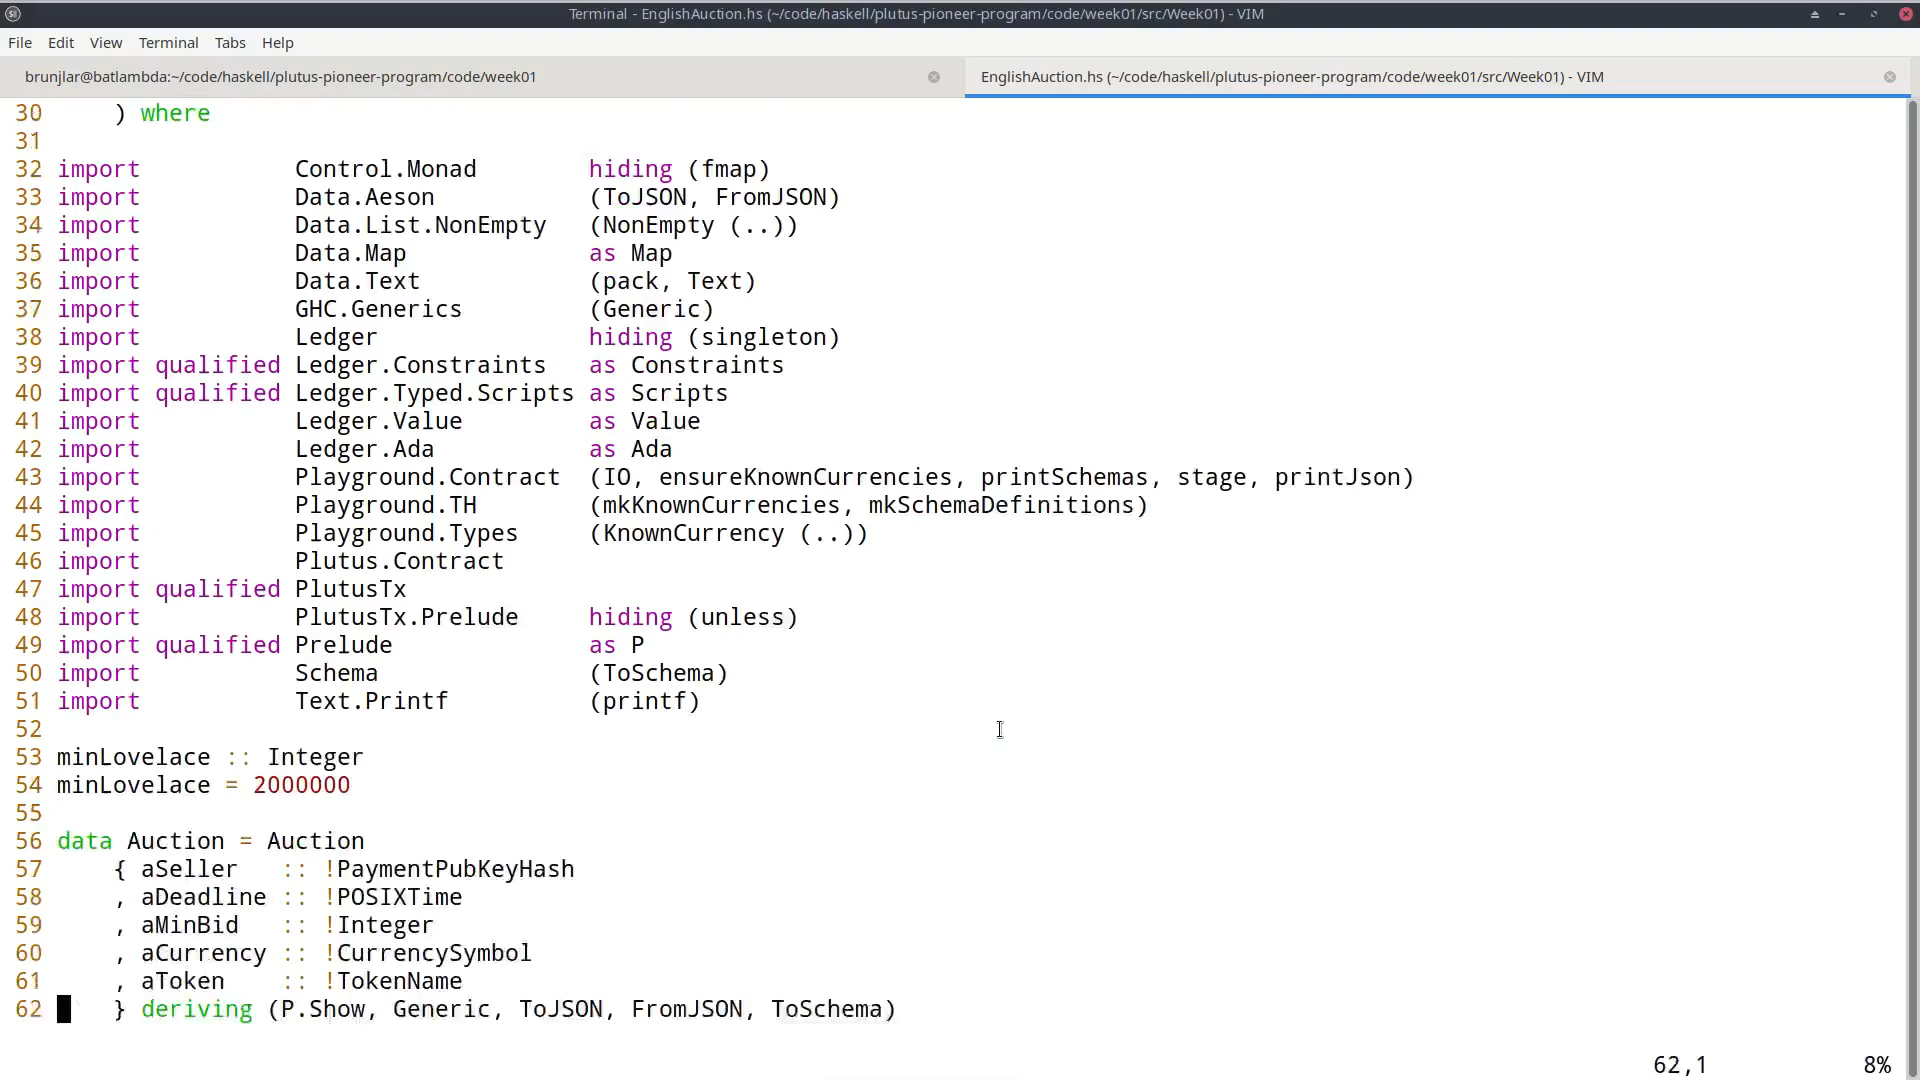 Terminal - EnglishAuction.hs (~/code/haskell/plutus-pioneer-program/code/week01/src/Week01) - VIM
File Edit View Terminal Tabs Help
brunjlar@batlambda:~/code/haskell/plutus-pioneer-program/code/week01 EnglishAuction.hs (~/code/haskell/plutus-pioneer-program/code/week01/src/Week01) - VIM
30     ) where
31
32 import           Control.Monad        hiding (fmap)
33 import           Data.Aeson           (ToJSON, FromJSON)
34 import           Data.List.NonEmpty   (NonEmpty (..))
35 import           Data.Map             as Map
36 import           Data.Text            (pack, Text)
37 import           GHC.Generics         (Generic)
38 import           Ledger               hiding (singleton)
39 import qualified Ledger.Constraints   as Constraints
40 import qualified Ledger.Typed.Scripts as Scripts
41 import           Ledger.Value         as Value
42 import           Ledger.Ada           as Ada
43 import           Playground.Contract  (IO, ensureKnownCurrencies, printSchemas, stage, printJson)
44 import           Playground.TH        (mkKnownCurrencies, mkSchemaDefinitions)
45 import           Playground.Types     (KnownCurrency (..))
46 import           Plutus.Contract
47 import qualified PlutusTx
48 import           PlutusTx.Prelude     hiding (unless)
49 import qualified Prelude              as P
50 import           Schema               (ToSchema)
51 import           Text.Printf          (printf)
52
53 minLovelace :: Integer
54 minLovelace = 2000000
55
56 data Auction = Auction
57     { aSeller   :: !PaymentPubKeyHash
58     , aDeadline :: !POSIXTime
59     , aMinBid   :: !Integer
60     , aCurrency :: !CurrencySymbol
61     , aToken    :: !TokenName
62     } deriving (P.Show, Generic, ToJSON, FromJSON, ToSchema)
62,1 8%